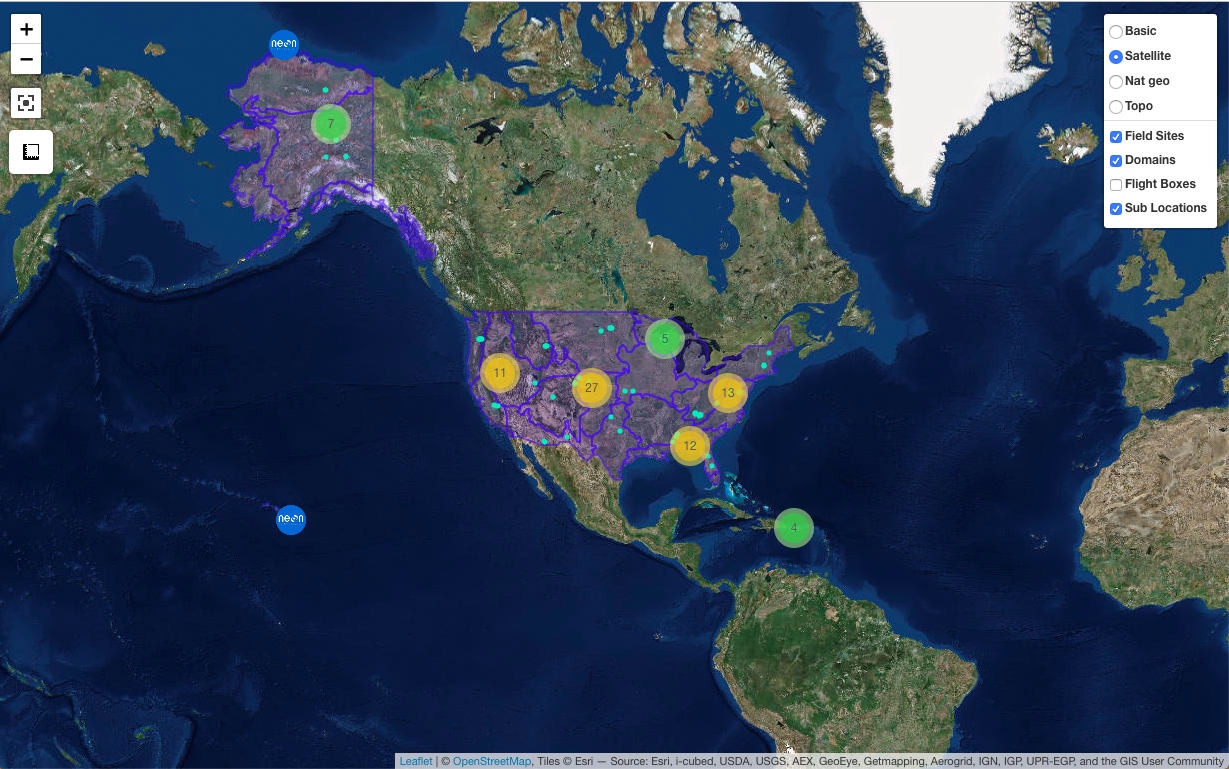 +
−
neon
7
5
11
27
13
12
neon
4
Basic
Satellite
Nat geo
Topo
Field Sites
Domains
Flight Boxes
Sub Locations
Leaflet | © OpenStreetMap, Tiles © Esri — Source: Esri, i-cubed, USDA, USGS, AEX, GeoEye, Getmapping, Aerogrid, IGN, IGP, UPR-EGP, and the GIS User Community